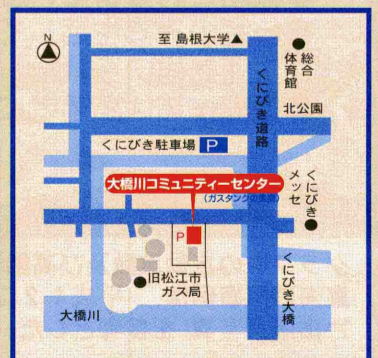 N
至 島根大学▲
総合
体育館
くにびき道路
北公園
くにびき駐車場 P
大橋川コミュニティーセンター
(ガスタンクの東隣)
くにびき
メッセ
P
旧松江市
ガス局
くにびき大橋
大橋川